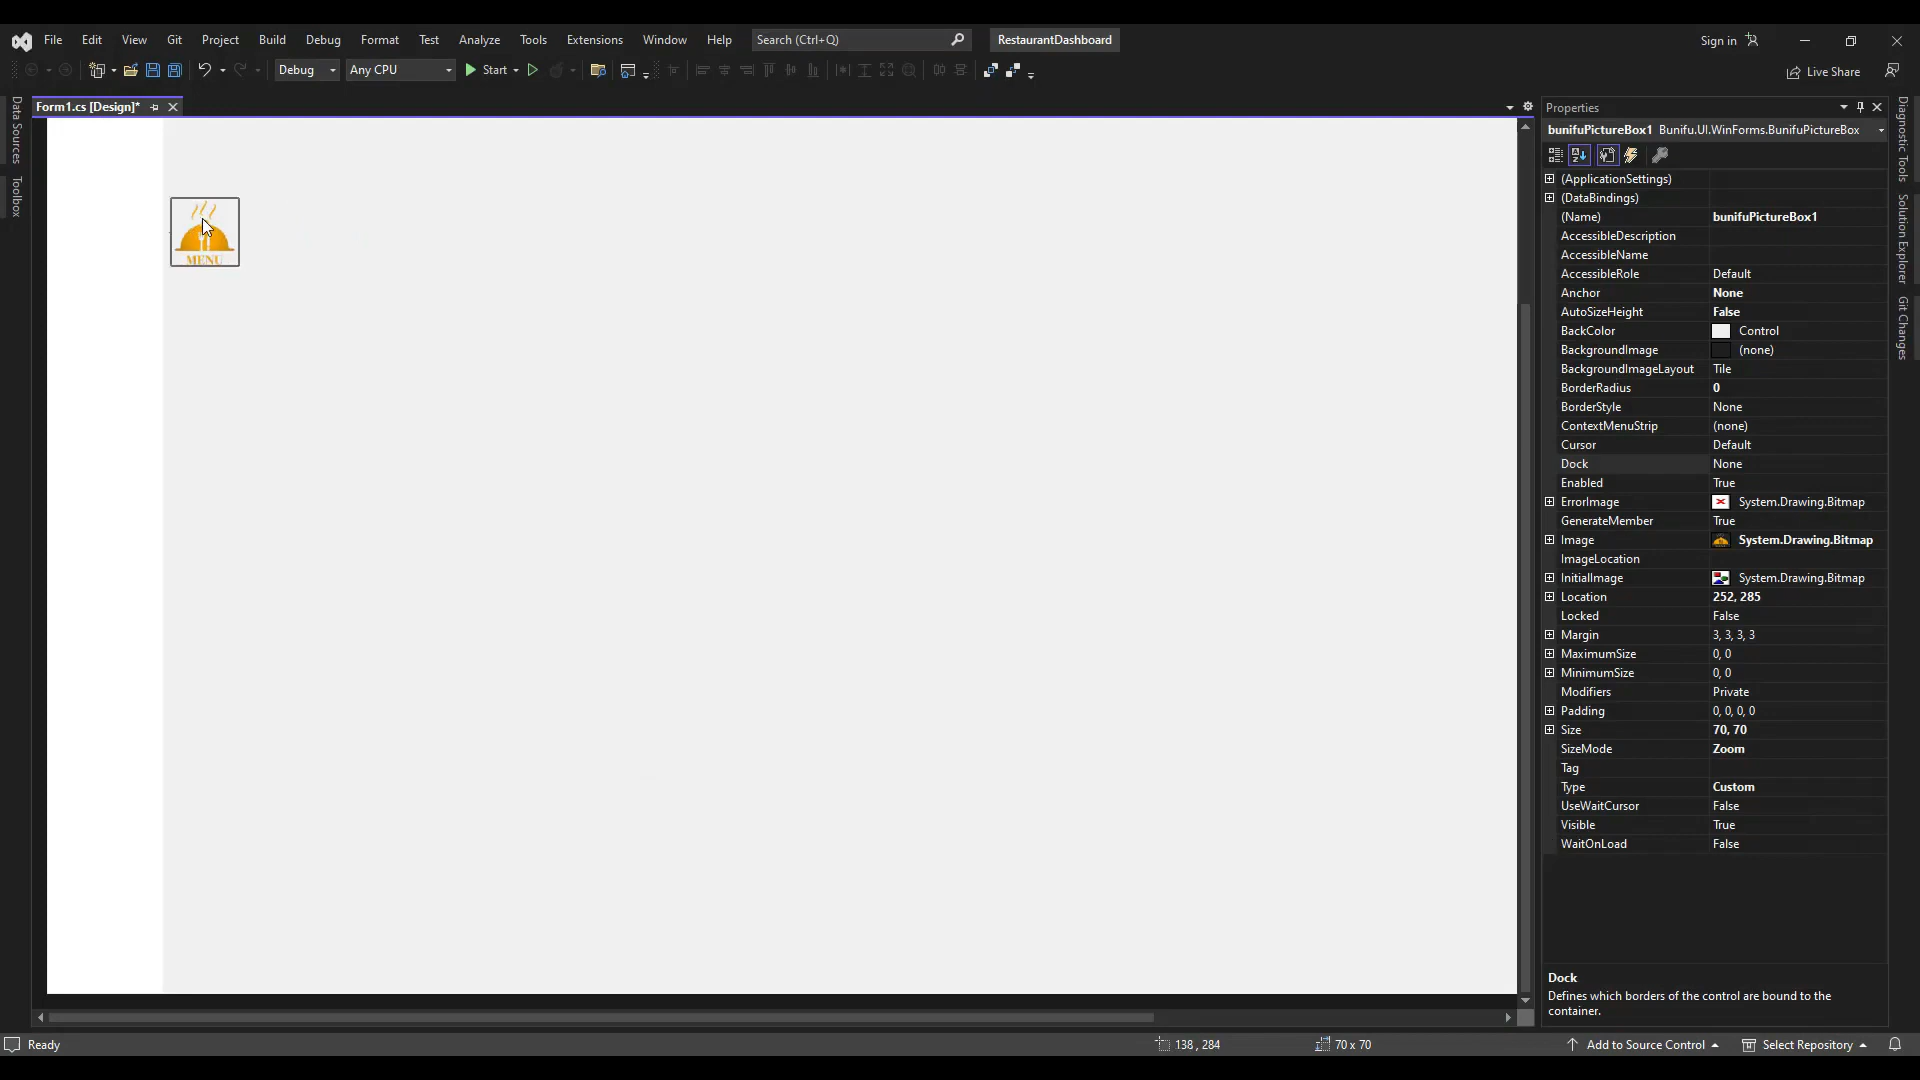 File Edit View Git Project Build Debug Format Test Analyze Tools Extensions Window Help Search (Ctrl+Q) RestaurantDashboard Sign in
Debug Any CPU Start Live Share
Form1.cs [Design]*
Data Sources
Toolbox
MENU
Properties
bunifuPictureBox1 Bunifu.UI.WinForms.BunifuPictureBox
(ApplicationSettings)
(DataBindings)
(Name) bunifuPictureBox1
AccessibleDescription
AccessibleName
AccessibleRole Default
Anchor None
AutoSizeHeight False
BackColor Control
BackgroundImage (none)
BackgroundImageLayout Tile
BorderRadius 0
BorderStyle None
ContextMenuStrip (none)
Cursor Default
Dock None
Enabled True
ErrorImage System.Drawing.Bitmap
GenerateMember True
Image System.Drawing.Bitmap
ImageLocation
InitialImage System.Drawing.Bitmap
Location 252, 285
Locked False
Margin 3, 3, 3, 3
MaximumSize 0, 0
MinimumSize 0, 0
Modifiers Private
Padding 0, 0, 0, 0
Size 70, 70
SizeMode Zoom
Tag
Type Custom
UseWaitCursor False
Visible True
WaitOnLoad False
Dock
Defines which borders of the control are bound to the
container.
Diagnostic Tools
Solution Explorer
Git Changes
Ready 138 , 284 70 x 70 Add to Source Control Select Repository